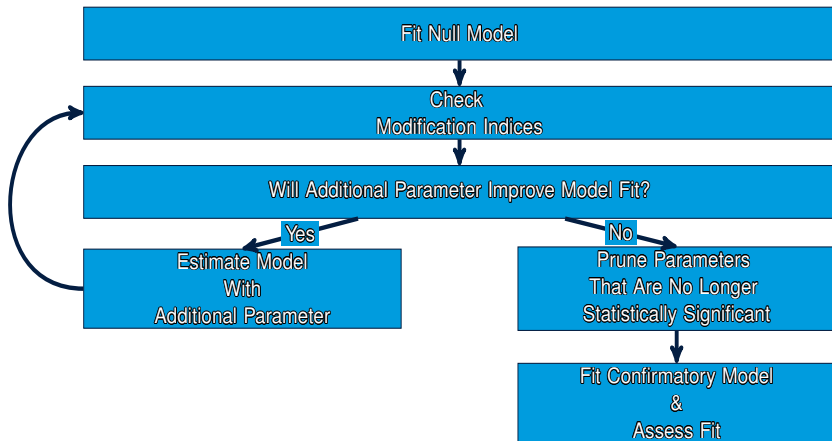 Fit Null Model
Check
Modification Indices
Will Additional Parameter Improve Model Fit?
Yes
No
Estimate Model
With
Additional Parameter
Prune Parameters
That Are No Longer
Statistically Significant
Fit Confirmatory Model
&
Assess Fit